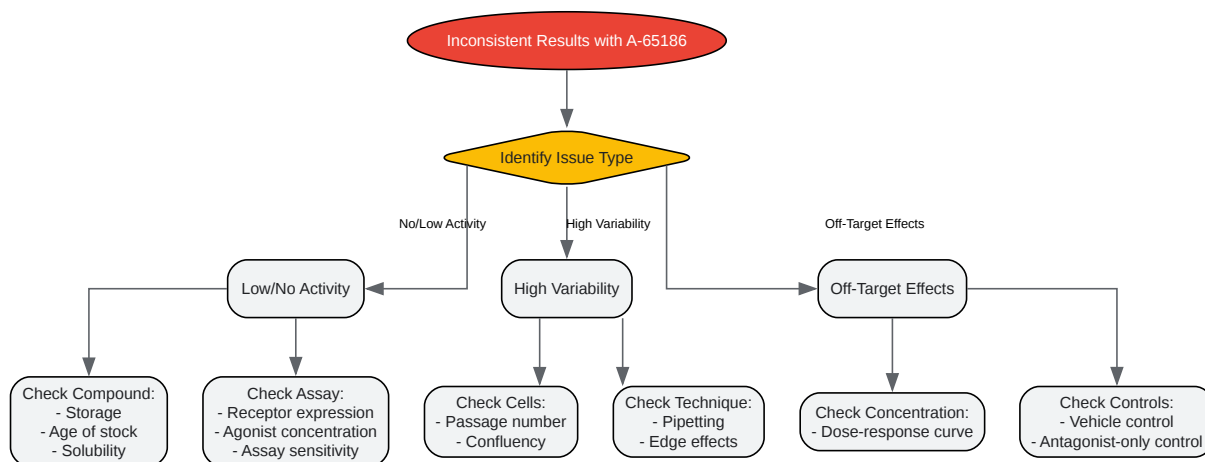 Inconsistent Results with A-65186
Identify Issue Type
No/Low Activity
High Variability
Off-Target Effects
Low/No Activity
High Variability
Off-Target Effects
Check Compound:
- Storage
- Age of stock
- Solubility
Check Assay:
- Receptor expression
- Agonist concentration
- Assay sensitivity
Check Cells:
- Passage number
- Confluency
Check Technique:
- Pipetting
- Edge effects
Check Concentration:
- Dose-response curve
Check Controls:
- Vehicle control
- Antagonist-only control